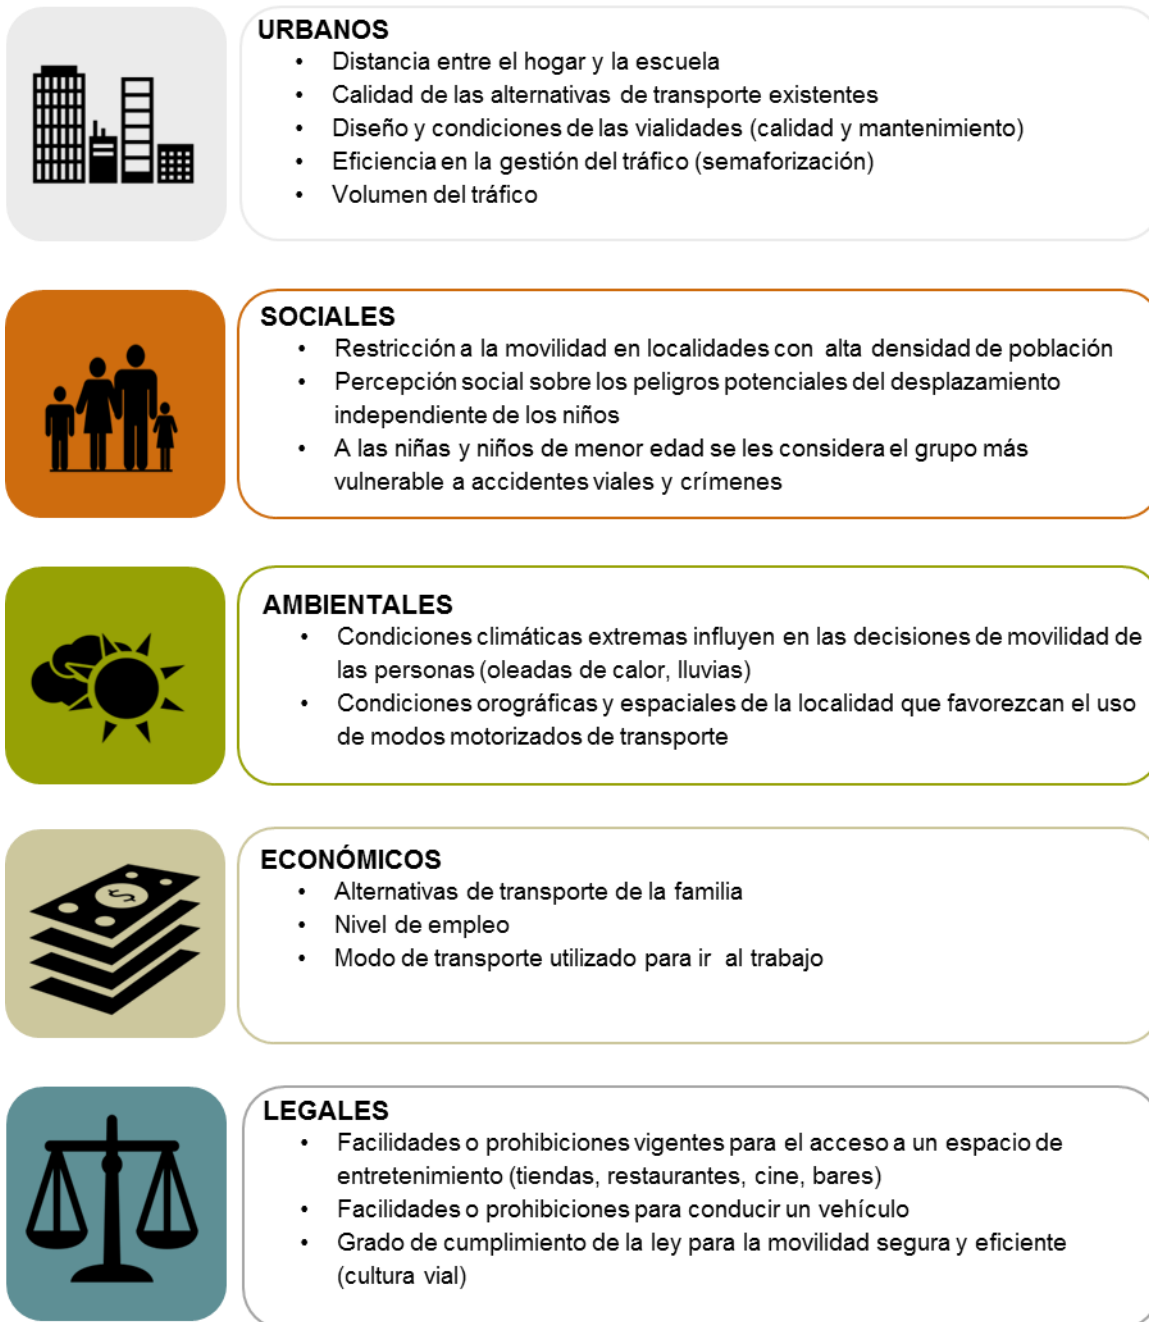 URBANOS
• Distancia entre el hogar y la escuela
• Calidad de las alternativas de transporte existentes
• Diseño y condiciones de las vialidades (calidad y mantenimiento)
• Eficiencia en la gestión del tráfico (semaforización)
• Volumen del tráfico
SOCIALES
• Restricción a la movilidad en localidades con alta densidad de población
• Percepción social sobre los peligros potenciales del desplazamiento
independiente de los niños
• A las niñas y niños de menor edad se les considera el grupo más
vulnerable a accidentes viales y crímenes
AMBIENTALES
• Condiciones climáticas extremas influyen en las decisiones de movilidad de
las personas (oleadas de calor, lluvias)
• Condiciones orográficas y espaciales de la localidad que favorezcan el uso
de modos motorizados de transporte
$
ECONÓMICOS
• Alternativas de transporte de la familia
• Nivel de empleo
• Modo de transporte utilizado para ir al trabajo
LEGALES
• Facilidades o prohibiciones vigentes para el acceso a un espacio de
entretenimiento (tiendas, restaurantes, cine, bares)
• Facilidades o prohibiciones para conducir un vehículo
• Grado de cumplimiento de la ley para la movilidad segura y eficiente
(cultura vial)